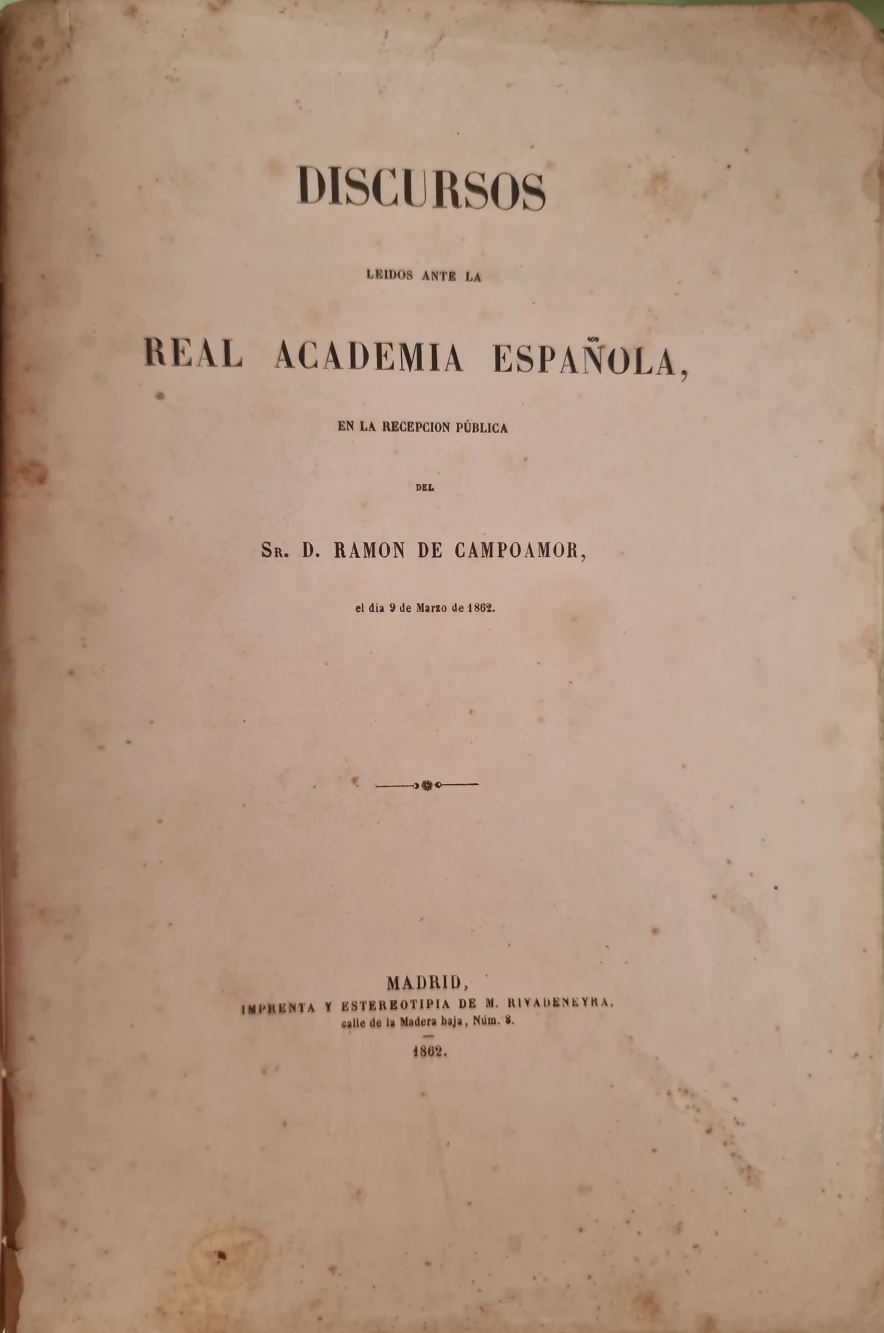 DISCURSOS
LEIDOS ANTE LA
REAL ACADEMIA ESPAÑOLA,
EN LA RECEPCION PÚBLICA
DEL
SR. D. RAMON DE CAMPOAMOR,
el dia 9 de Marzo de 1862.
MADRID,
IMPRENTA Y ESTEREOTIPIA DE M. RIVADENEYRA,
calle de la Madera baja, Núm. 8.
1862.